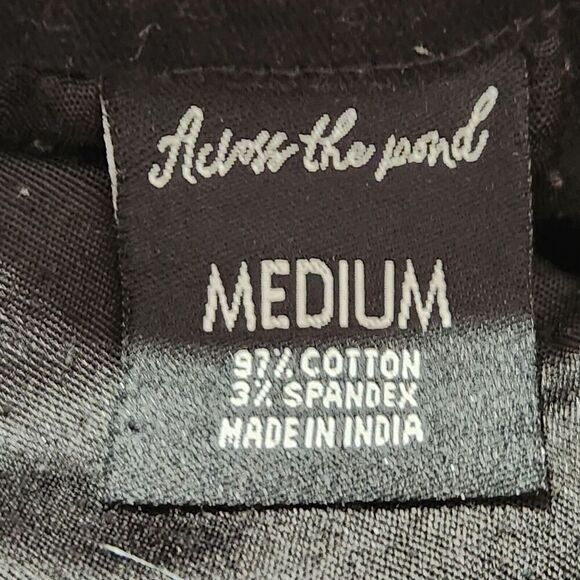 Across the pond
MEDIUM
97% COTTON
3% SPANDEX
MADE IN INDIA